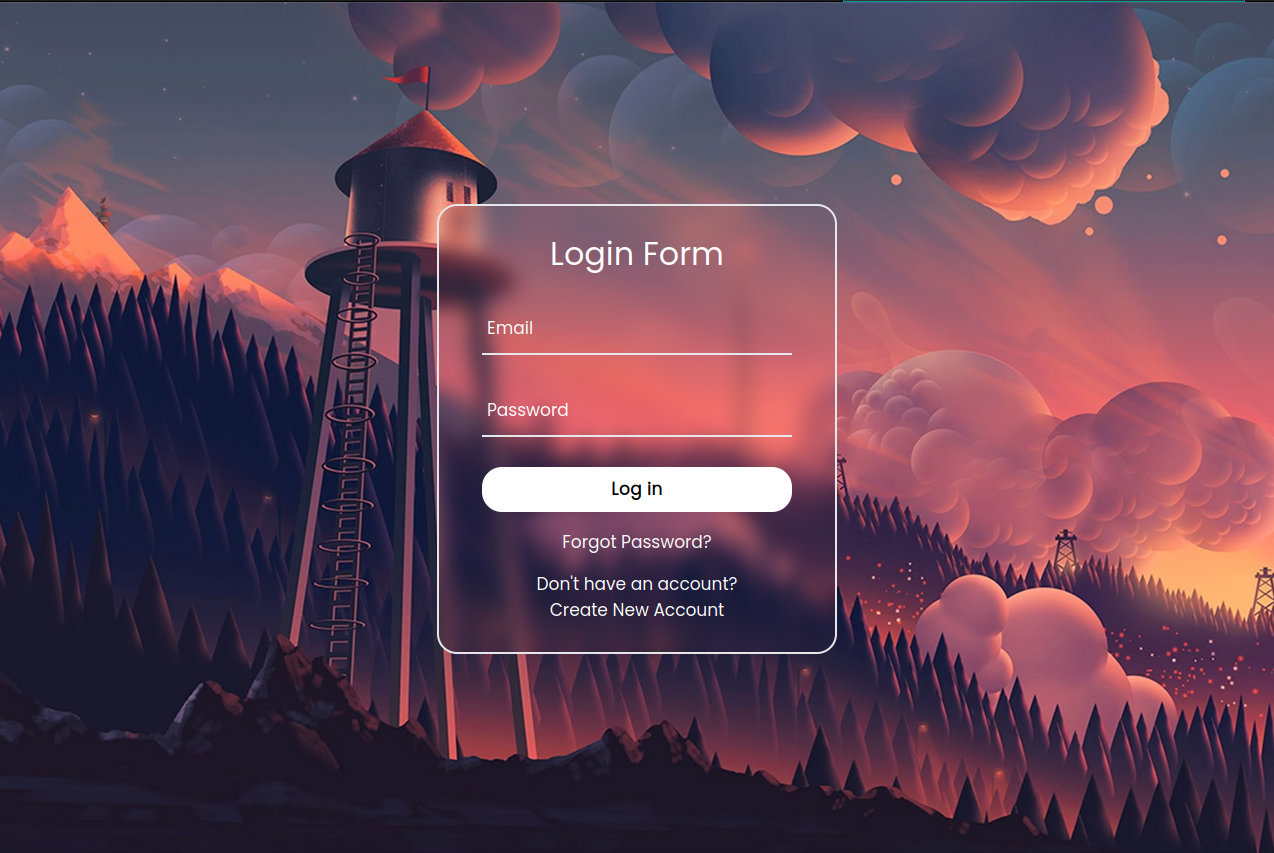 Login Form
Email
Password
Log in
Forgot Password?
Don't have an account?
Create New Account